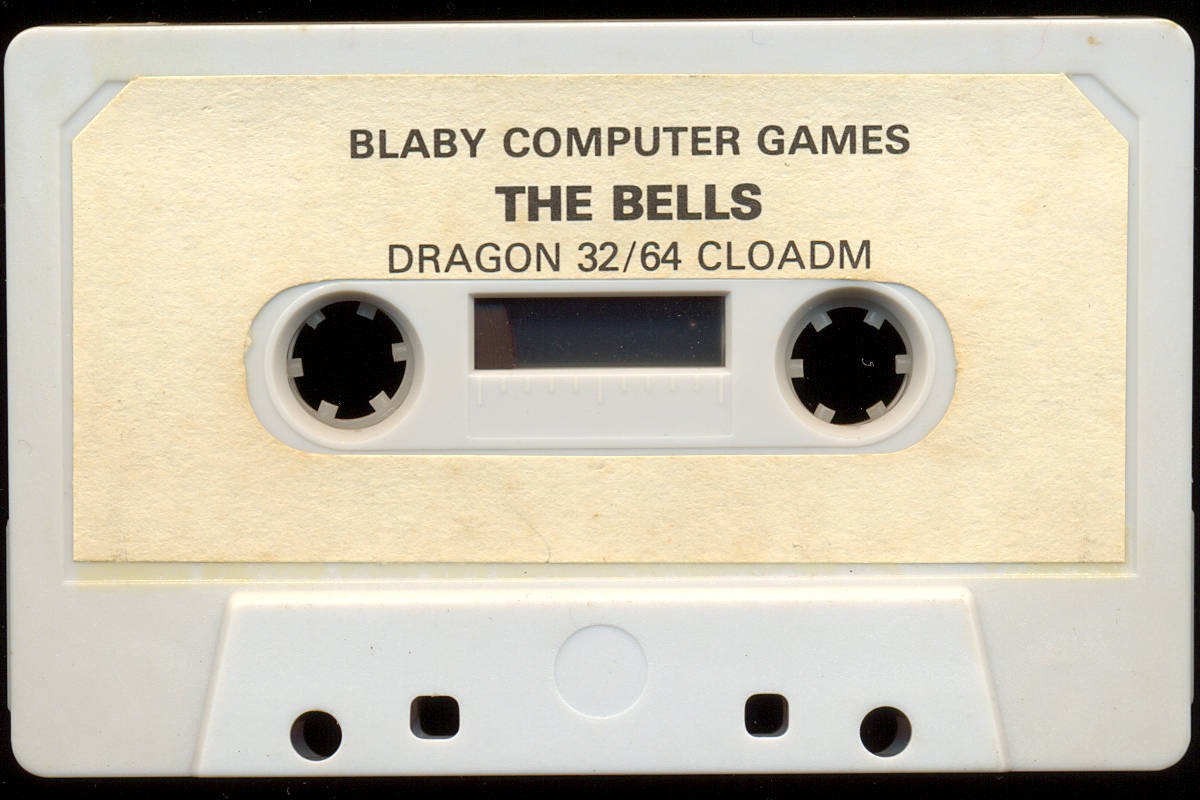 BLABY COMPUTER GAMES
THE BELLS
DRAGON 32/64 CLOADM